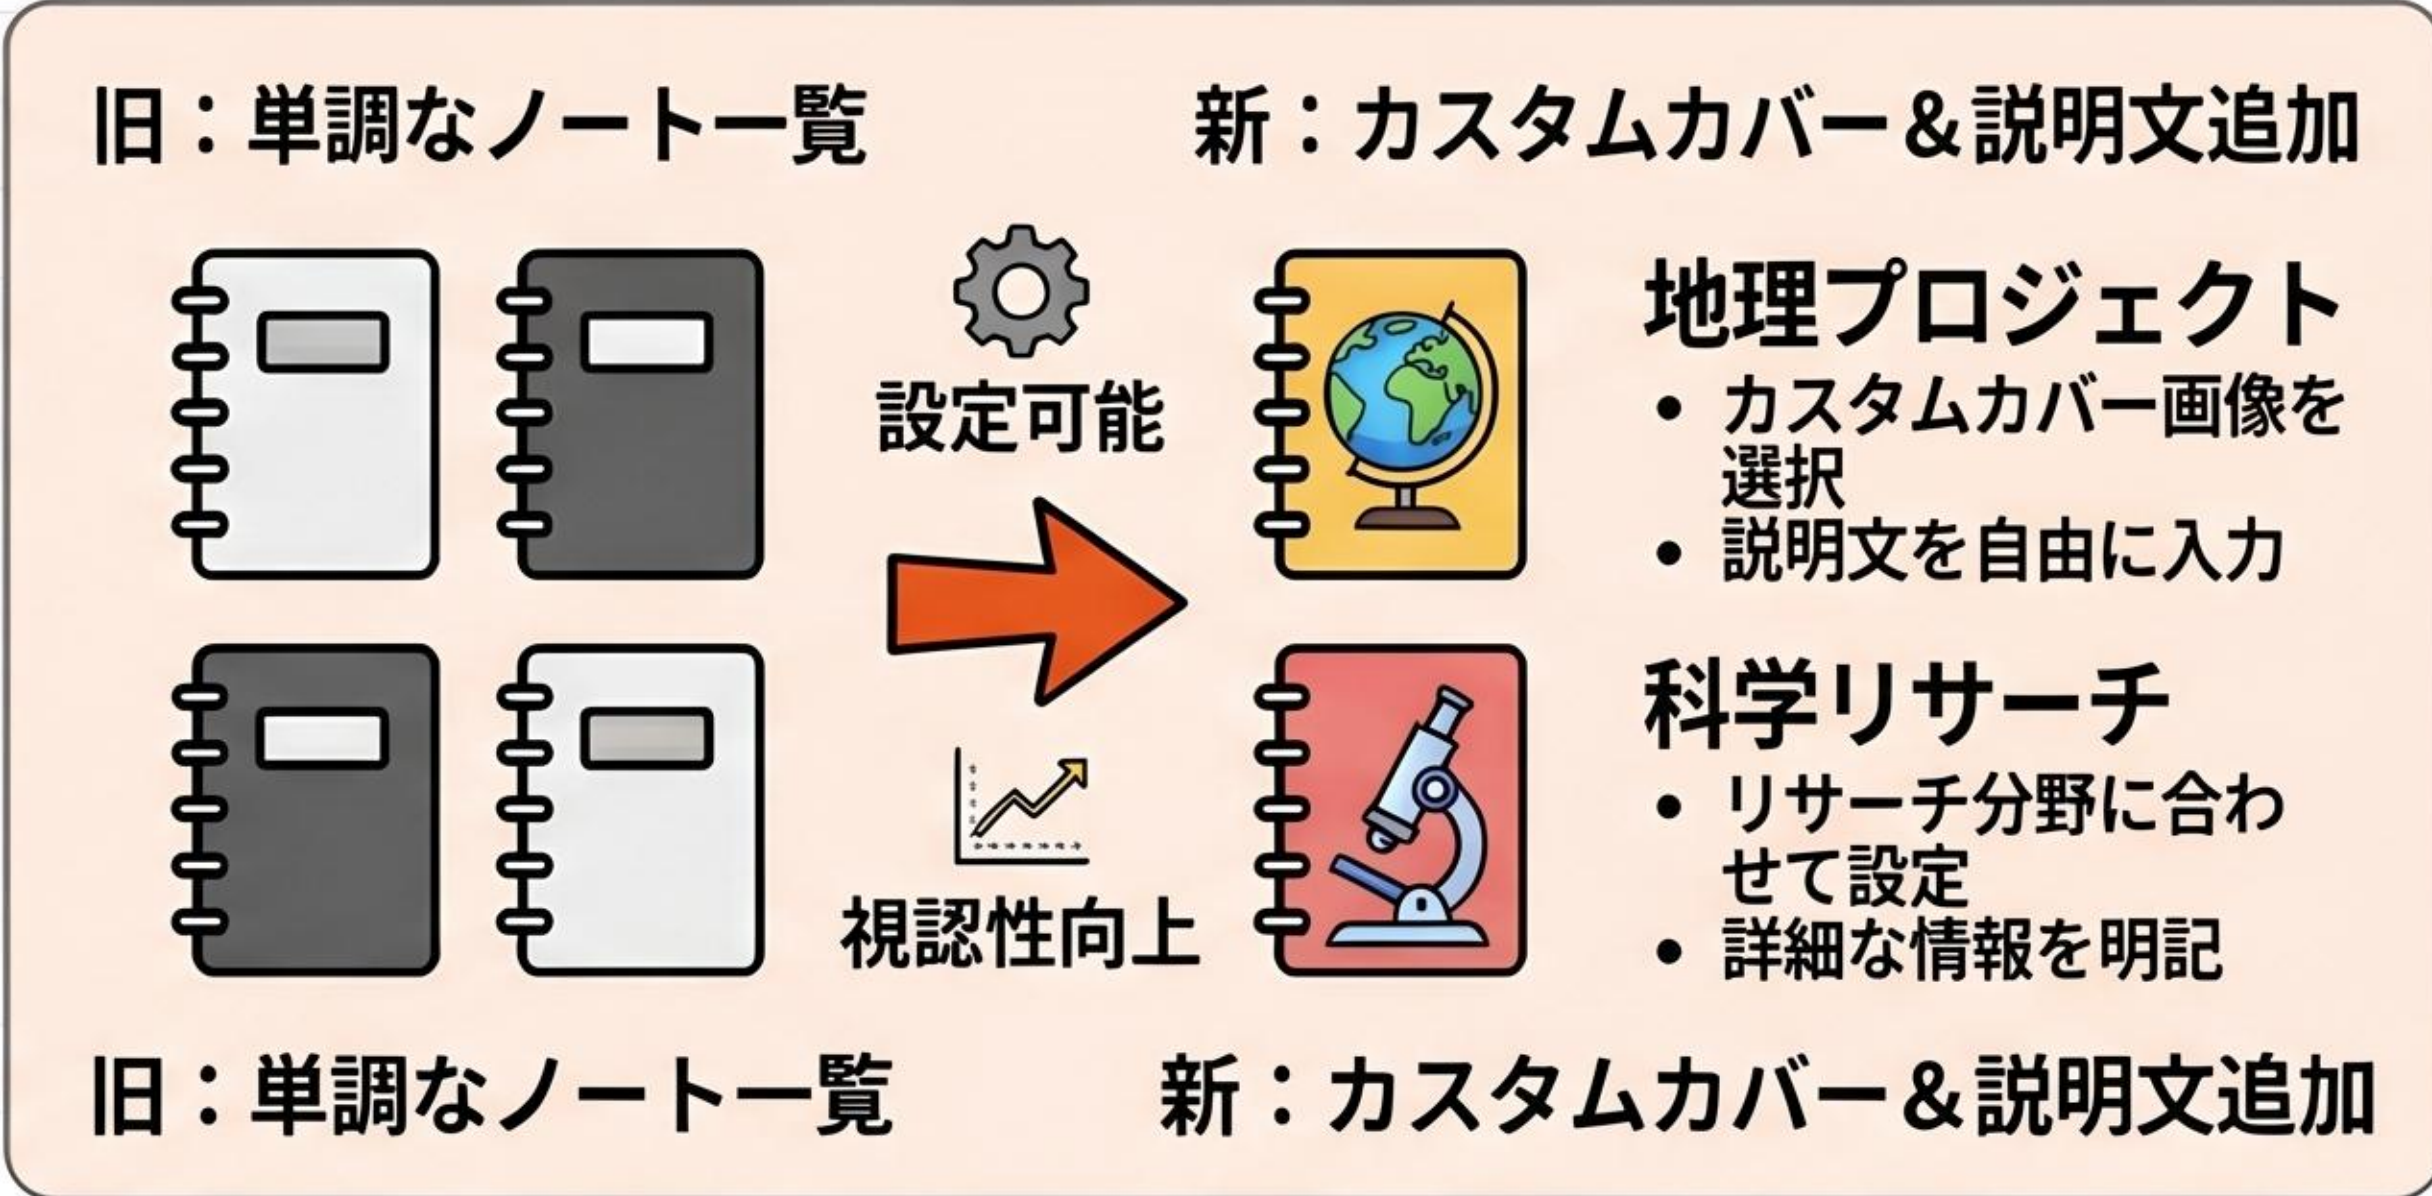 旧：単調なノート一覧
新：カスタムカバー＆説明文追加
設定可能
視認性向上
地理プロジェクト
• カスタムカバー画像を
選択
• 説明文を自由に入力
科学リサーチ
• リサーチ分野に合わ
せて設定
• 詳細な情報を明記
旧：単調なノート一覧
新：カスタムカバー＆説明文追加